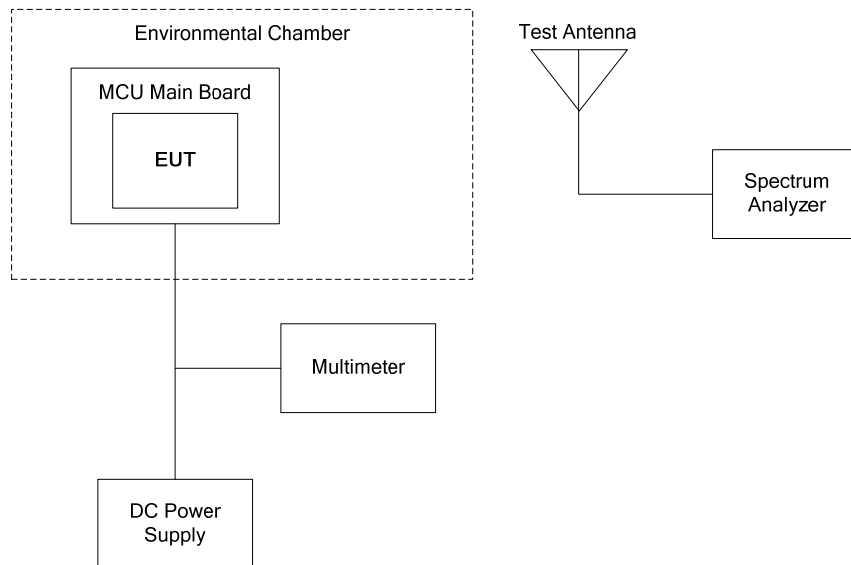 Environmental Chamber
Test Antenna
MCU Main Board
EUT
Spectrum
Analyzer
Multimeter
DC Power
Supply